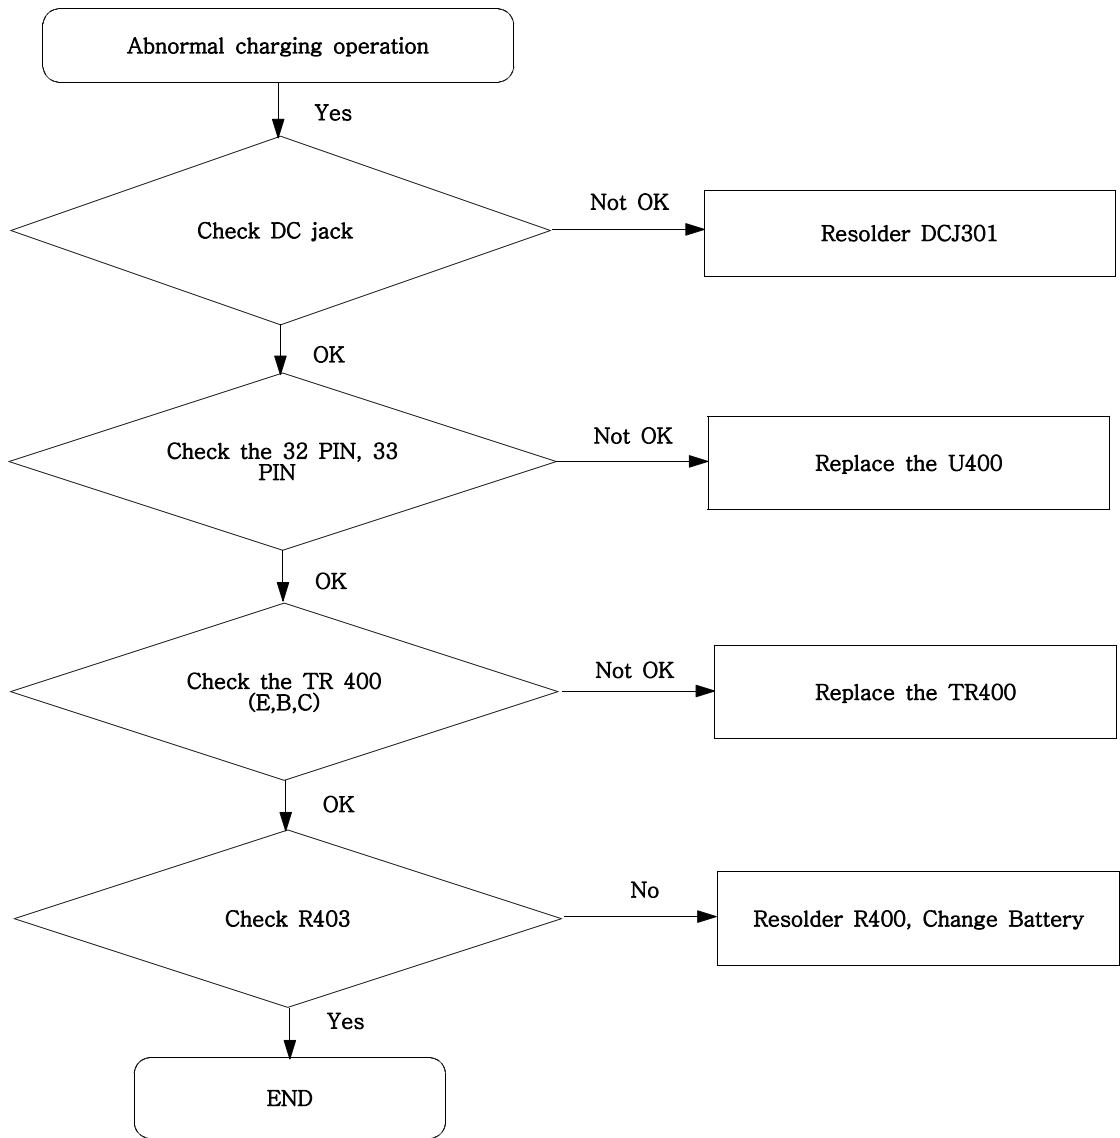 Abnormal charging operation
Yes
Check DC jack
Not OK
Resolder DCJ301
OK
Check the 32 PIN, 33
PIN
Not OK
Replace the U400
OK
Check the TR 400
(E,B,C)
Not OK
Replace the TR400
OK
Check R403
No
Resolder R400, Change Battery
Yes
END